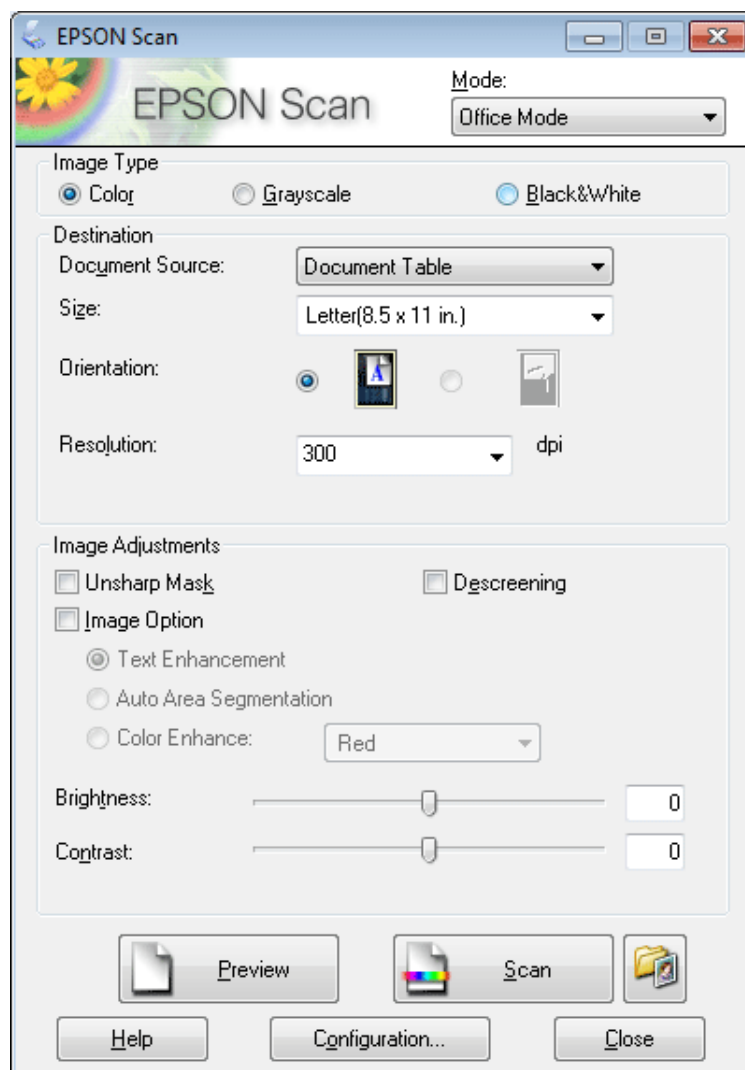 EPSON Scan
EPSON Scan
Mode:
Office Mode
Image Type
Color Grayscale Black&White
Destination
Document Source: Document Table
Size: Letter(8.5 x 11 in.)
Orientation: A
Resolution: 300 dpi
Image Adjustments
Unsharp Mask Descreening
Image Option
Text Enhancement
Auto Area Segmentation
Color Enhance: Red
Brightness: 0
Contrast: 0
Preview Scan
Help Configuration... Close